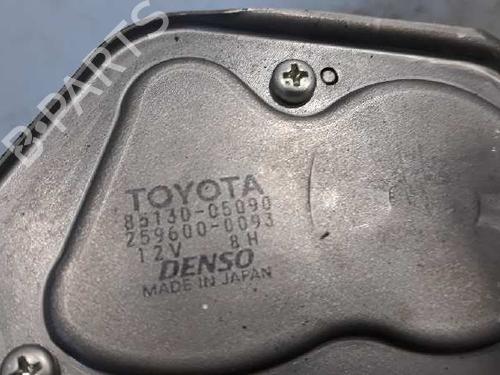 B-PARTS
TOYOTA
85130-05090
259600-0093
12V 8H
DENSO
MADE IN JAPAN